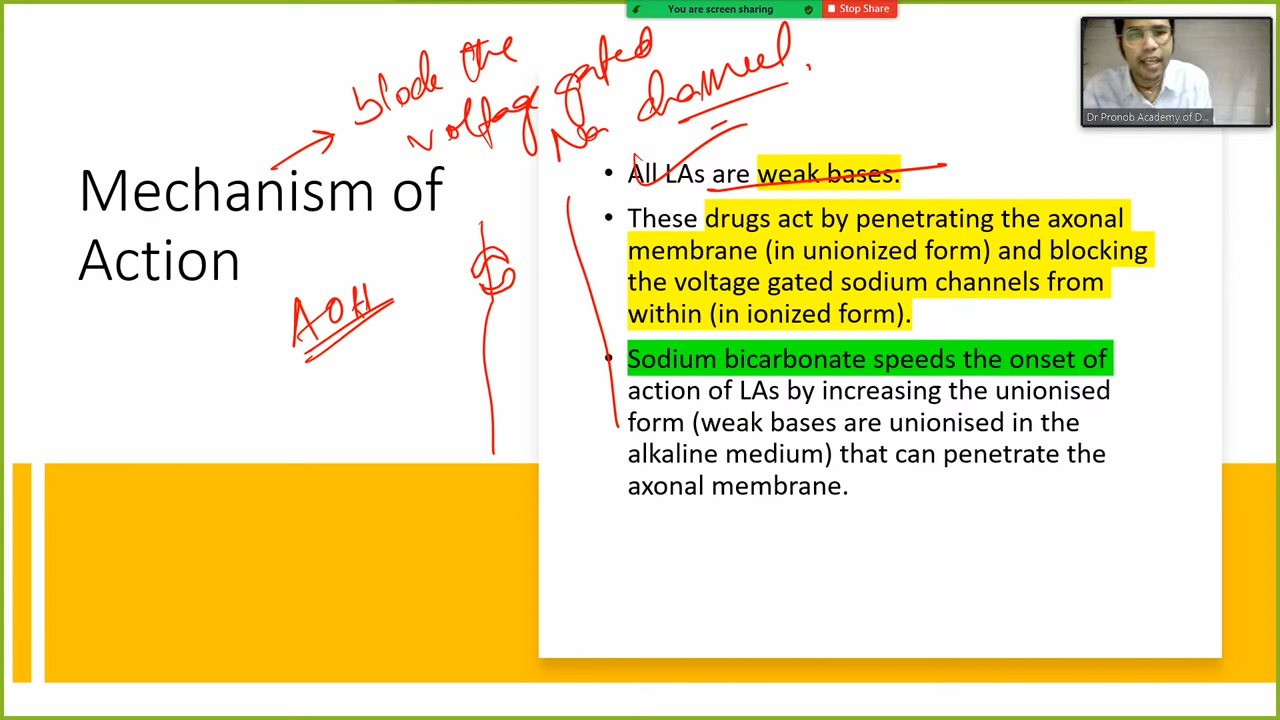 You are screen sharing
Stop Share
block the
voltage gated
Na channel.
Dr Pronob Academy of D...
Mechanism of
Action
AOH
• All LAs are weak bases.
• These drugs act by penetrating the axonal
membrane (in unionized form) and blocking
the voltage gated sodium channels from
within (in ionized form).
• Sodium bicarbonate speeds the onset of
action of LAs by increasing the unionised
form (weak bases are unionised in the
alkaline medium) that can penetrate the
axonal membrane.